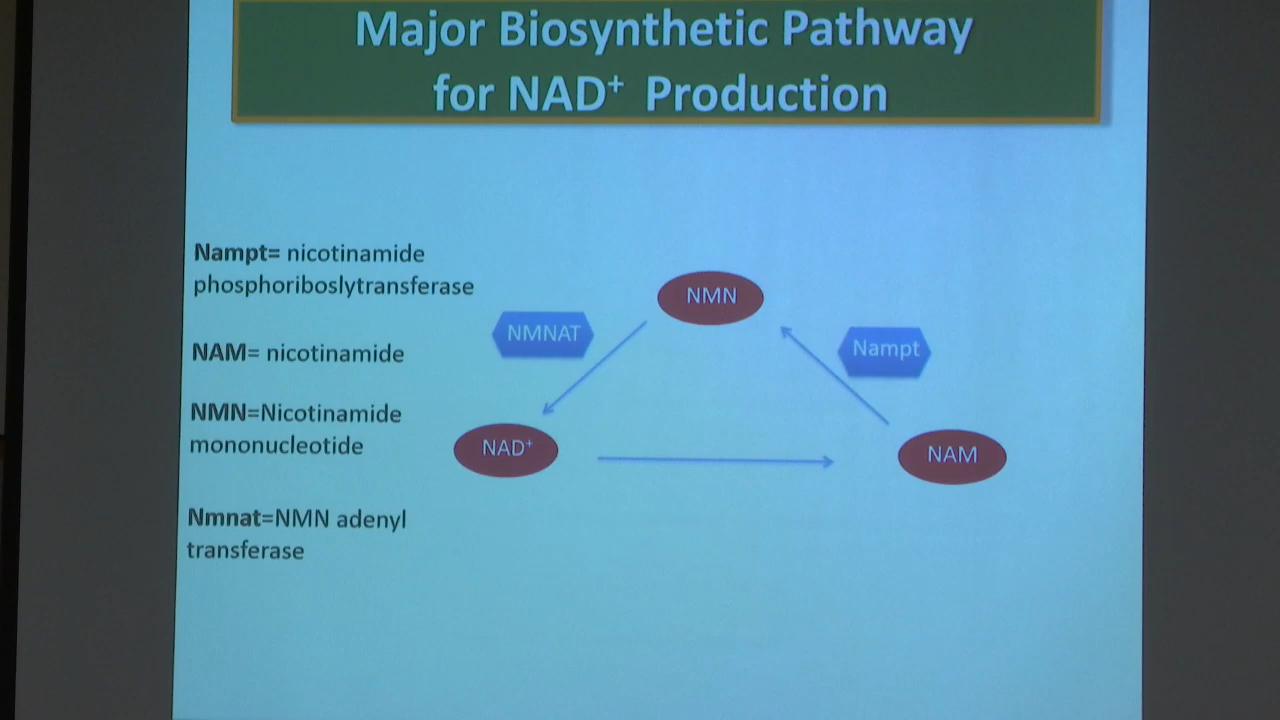 Major Biosynthetic Pathway
for NAD⁺ Production
Nampt= nicotinamide
phosphoriboslytransferase
NAM= nicotinamide
NMN=Nicotinamide
mononucleotide
Nmnat=NMN adenyl
transferase
NMN
NMNAT
Nampt
NAD⁺
NAM